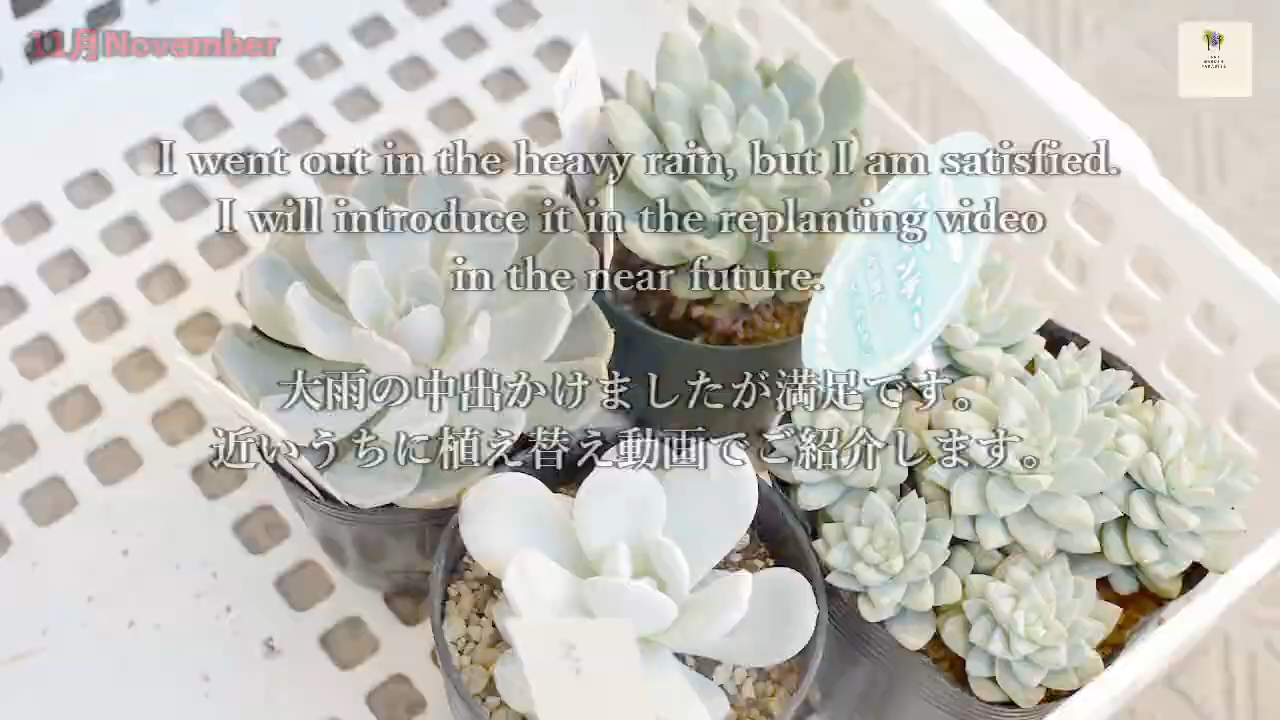 11月Novamber
I went out in the heavy rain, but I am satisfied.
I will introduce it in the replanting video
in the near future.
大雨の中出かけましたが満足です。
近いうちに植え替え動画でご紹介します。